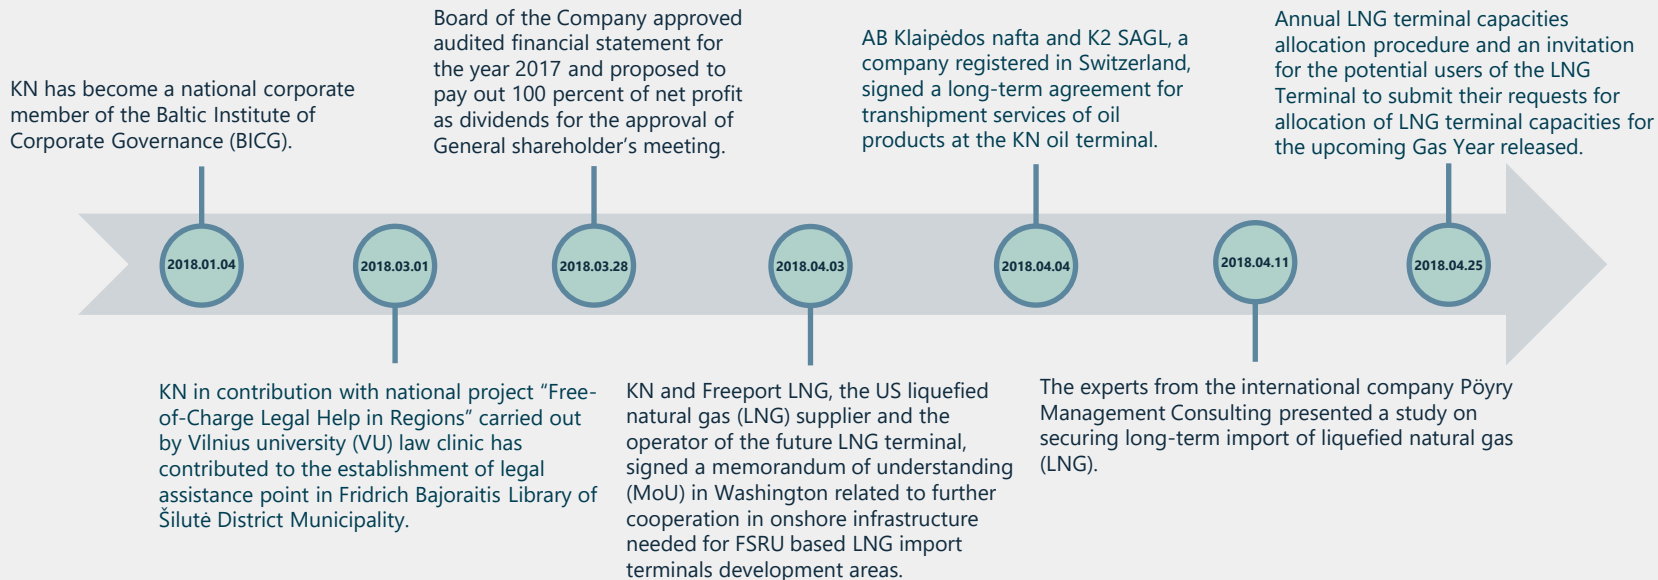 KN has become a national corporate
member of the Baltic Institute of
Corporate Governance (BICG).
Board of the Company approved
audited financial statement for
the year 2017 and proposed to
pay out 100 percent of net profit
as dividends for the approval of
General shareholder’s meeting.
AB Klaipėdos nafta and K2 SAGL, a
company registered in Switzerland,
signed a long-term agreement for
transhipment services of oil
products at the KN oil terminal.
Annual LNG terminal capacities
allocation procedure and an invitation
for the potential users of the LNG
Terminal to submit their requests for
allocation of LNG terminal capacities for
the upcoming Gas Year released.
2018.01.04
2018.03.01
2018.03.28
2018.04.03
2018.04.04
2018.04.11
2018.04.25
KN in contribution with national project “Free-
of-Charge Legal Help in Regions” carried out
by Vilnius university (VU) law clinic has
contributed to the establishment of legal
assistance point in Fridrich Bajoraitis Library of
Šilutė District Municipality.
KN and Freeport LNG, the US liquefied
natural gas (LNG) supplier and the
operator of the future LNG terminal,
signed a memorandum of understanding
(MoU) in Washington related to further
cooperation in onshore infrastructure
needed for FSRU based LNG import
terminals development areas.
The experts from the international company Pöyry
Management Consulting presented a study on
securing long-term import of liquefied natural gas
(LNG).